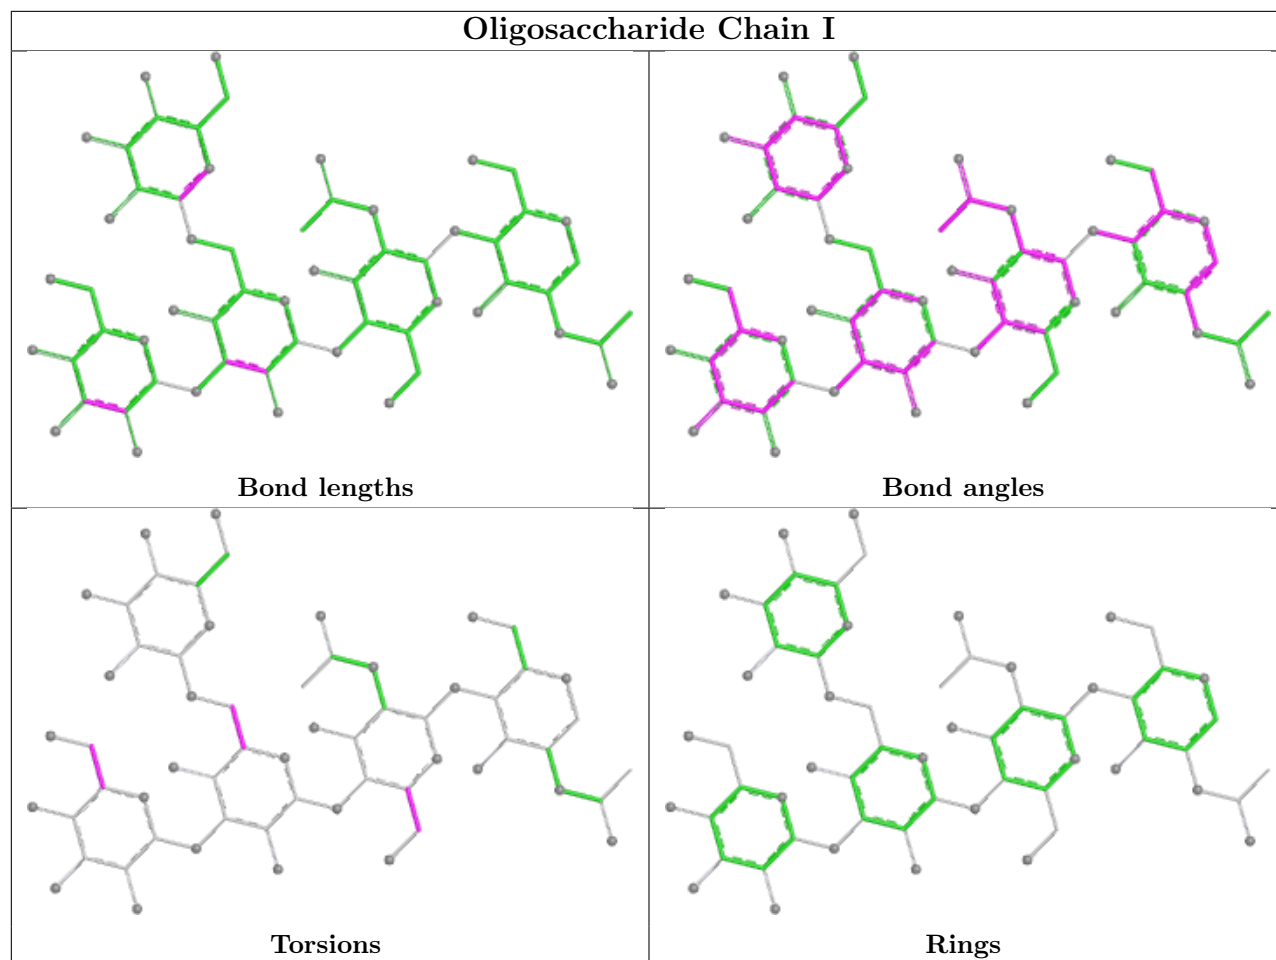 Oligosaccharide Chain I
Bond lengths
Bond angles
Torsions
Rings